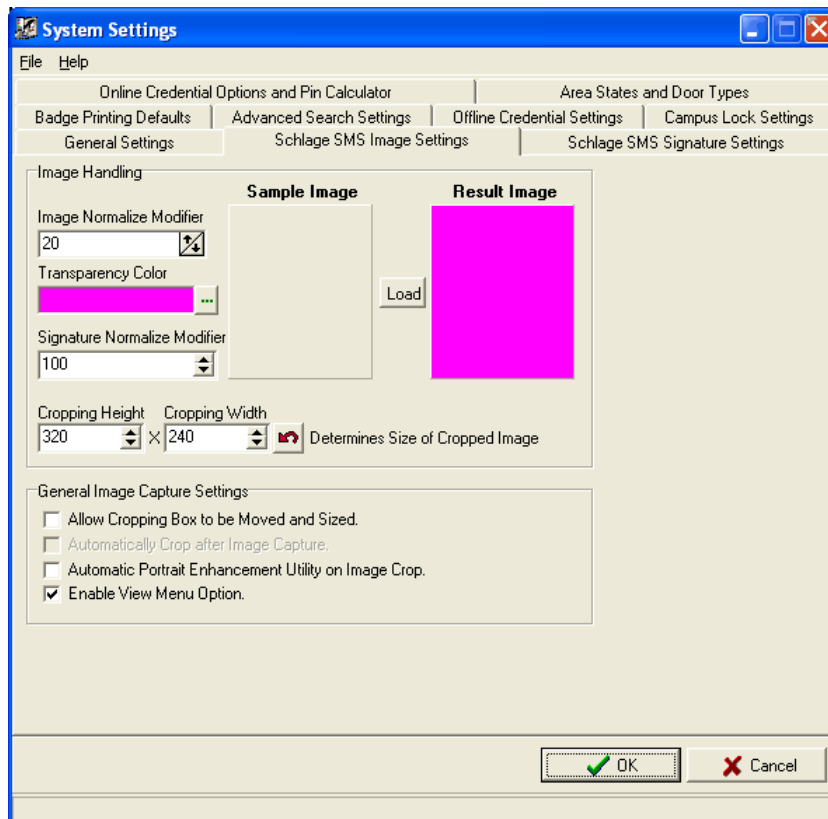 System Settings
File Help
Online Credential Options and Pin Calculator Area States and Door Types
Badge Printing Defaults Advanced Search Settings Offline Credential Settings Campus Lock Settings
General Settings Schlage SMS Image Settings Schlage SMS Signature Settings
Image Handling
Sample Image Result Image
Image Normalize Modifier
20
Transparency Color
...
Load
Signature Normalize Modifier
100
Cropping Height Cropping Width
320 X 240 Determines Size of Cropped Image
General Image Capture Settings
Allow Cropping Box to be Moved and Sized.
Automatically Crop after Image Capture.
Automatic Portrait Enhancement Utility on Image Crop.
Enable View Menu Option.
OK Cancel